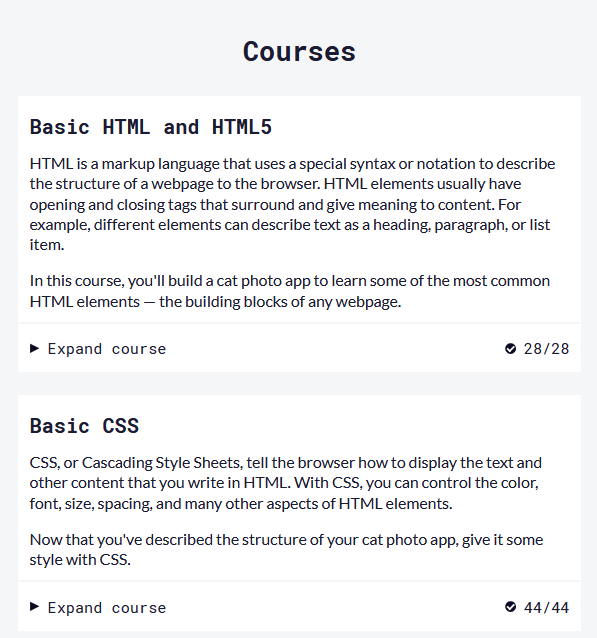 Courses
Basic HTML and HTML5
HTML is a markup language that uses a special syntax or notation to describe
the structure of a webpage to the browser. HTML elements usually have
opening and closing tags that surround and give meaning to content. For
example, different elements can describe text as a heading, paragraph, or list
item.
In this course, you'll build a cat photo app to learn some of the most common
HTML elements — the building blocks of any webpage.
Expand course 28/28
Basic CSS
CSS, or Cascading Style Sheets, tell the browser how to display the text and
other content that you write in HTML. With CSS, you can control the color,
font, size, spacing, and many other aspects of HTML elements.
Now that you've described the structure of your cat photo app, give it some
style with CSS.
Expand course 44/44